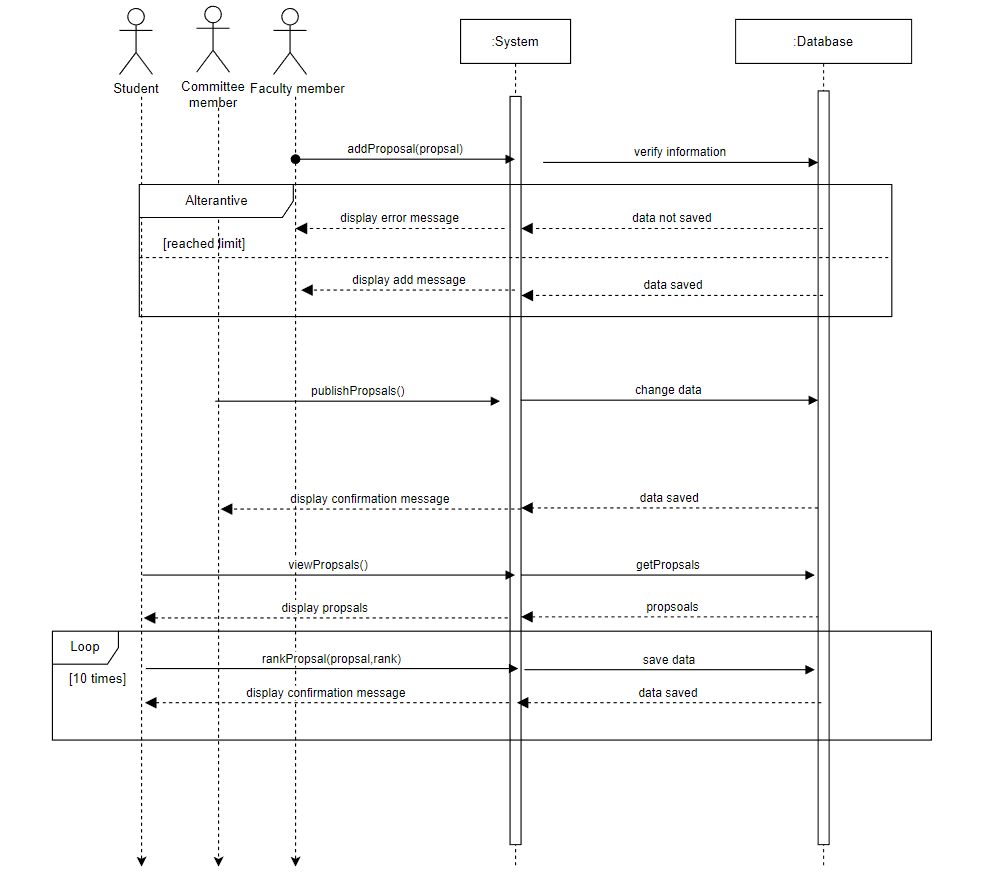 :System
:Database
Student
Committee
member
Faculty member
addProposal(propsal)
verify information
Alterantive
display error message
data not saved
[reached limit]
display add message
data saved
publishPropsals()
change data
display confirmation message
data saved
viewPropsals()
getPropsals
display propsals
propsoals
Loop
rankPropsal(propsal,rank)
save data
[10 times]
display confirmation message
data saved